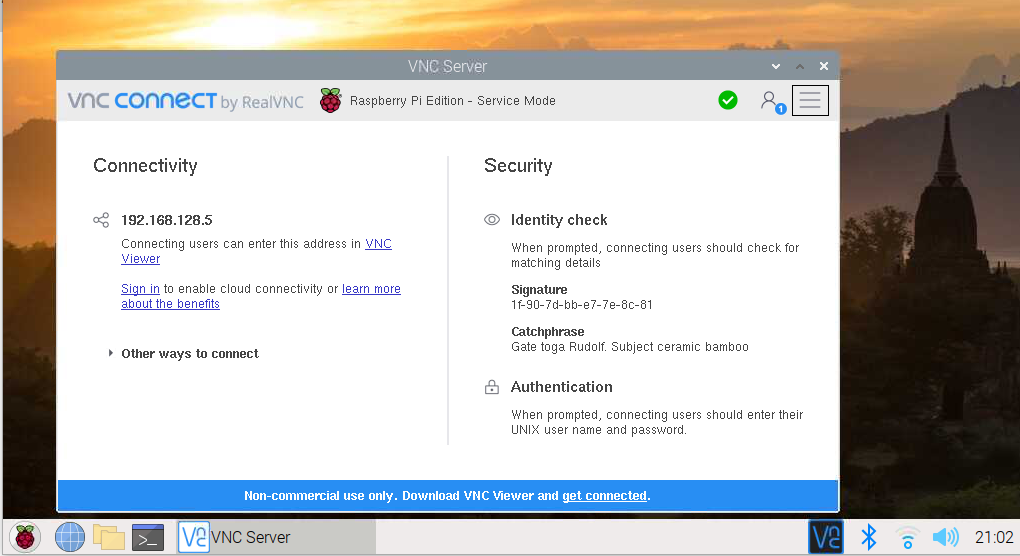 VNC Server
VNC CONNECT by RealVNC
Raspberry Pi Edition - Service Mode
1
Connectivity
192.168.128.5
Connecting users can enter this address in VNC
Viewer
Sign in to enable cloud connectivity or learn more
about the benefits
Other ways to connect
Security
Identity check
When prompted, connecting users should check for
matching details
Signature
1f-90-7d-bb-e7-7e-8c-81
Catchphrase
Gate toga Rudolf. Subject ceramic bamboo
Authentication
When prompted, connecting users should enter their
UNIX user name and password.
Non-commercial use only. Download VNC Viewer and get connected.
>_
VNC
VNC Server
VNC
21:02